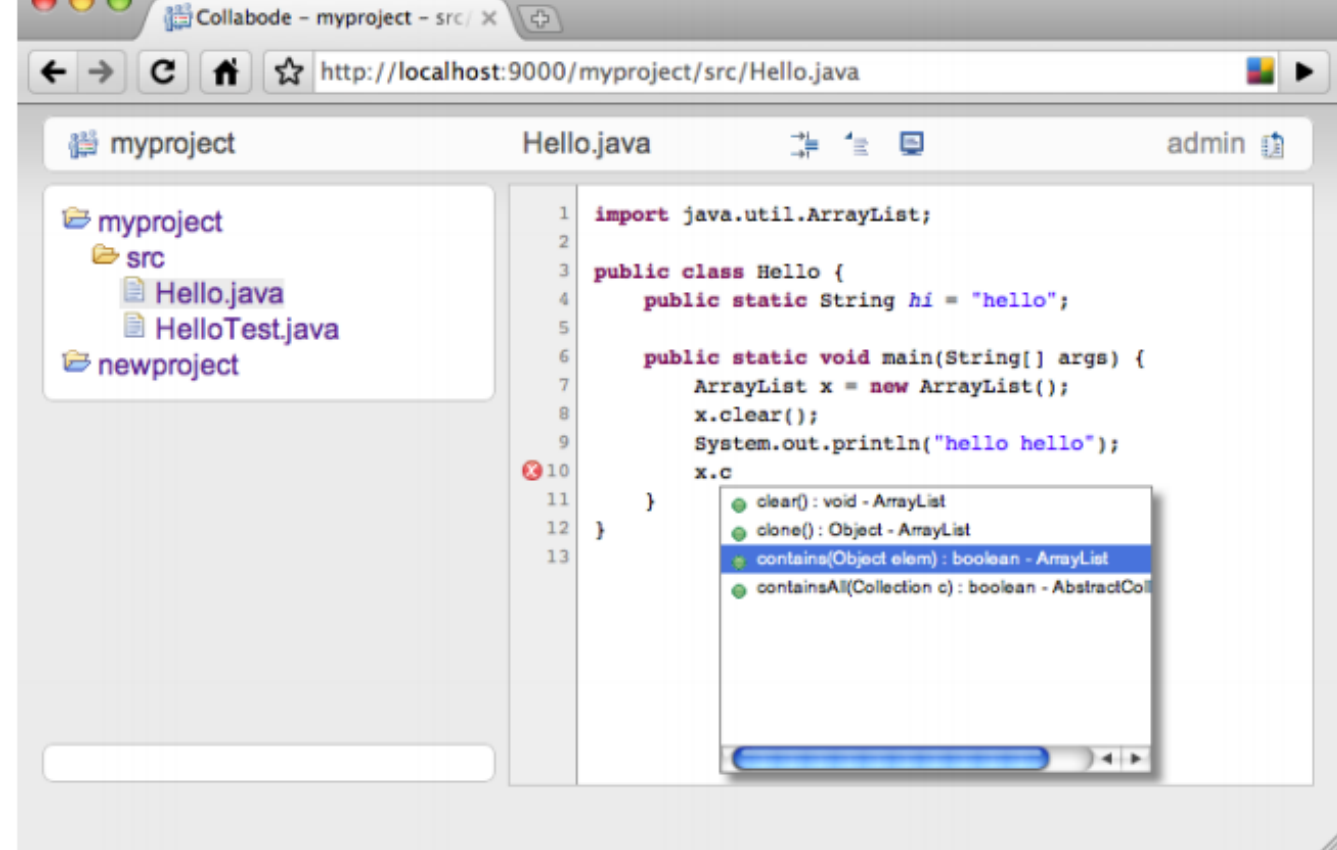 Collabode – myproject – src/
http://localhost:9000/myproject/src/Hello.java
myproject
Hello.java
admin
myproject
src
Hello.java
HelloTest.java
newproject
1 import java.util.ArrayList;
2
3 public class Hello {
4 public static String hi = "hello";
5
6 public static void main(String[] args) {
7 ArrayList x = new ArrayList();
8 x.clear();
9 System.out.println("hello hello");
10 x.c
11 }
12 }
13
clear() : void - ArrayList
clone() : Object - ArrayList
contains(Object elem) : boolean - ArrayList
containsAll(Collection c) : boolean - AbstractColl